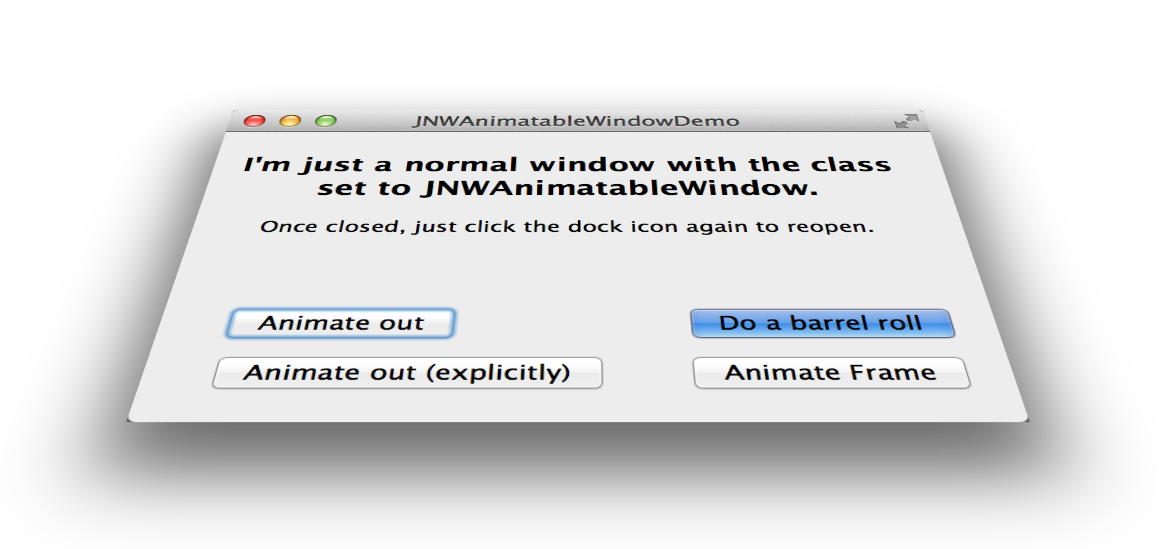 JNWAnimatableWindowDemo
I'm just a normal window with the class
set to JNWAnimatableWindow.
Once closed, just click the dock icon again to reopen.
Animate out
Do a barrel roll
Animate out (explicitly)
Animate Frame